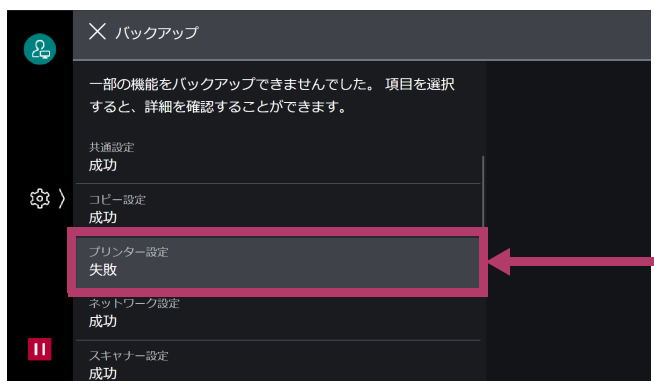 バックアップ
一部の機能をバックアップできませんでした。 項目を選択
すると、詳細を確認することができます。
共通設定
成功
コピー設定
成功
プリンター設定
失敗
ネットワーク設定
成功
スキャナー設定
成功